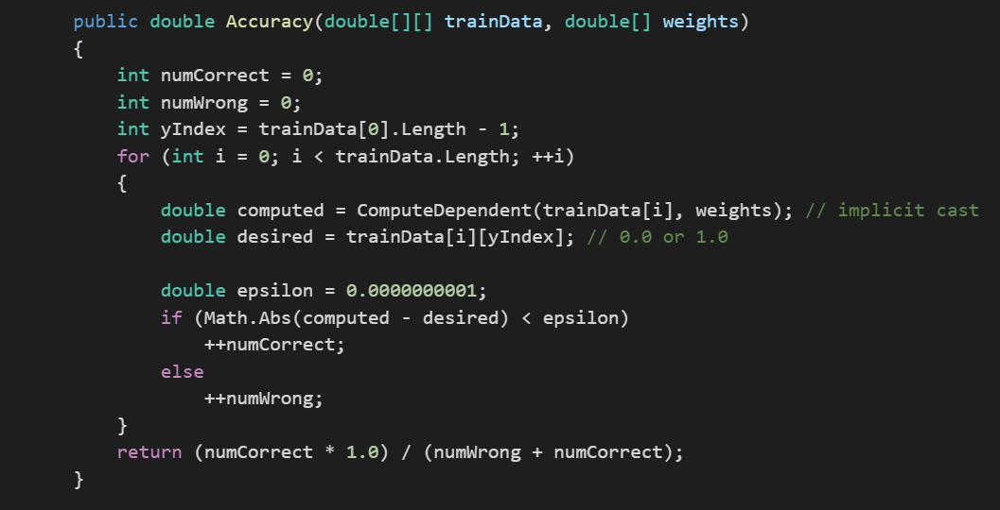 public double Accuracy(double[][] trainData, double[] weights)
{
    int numCorrect = 0;
    int numWrong = 0;
    int yIndex = trainData[0].Length - 1;
    for (int i = 0; i < trainData.Length; ++i)
    {
        double computed = ComputeDependent(trainData[i], weights); // implicit cast
        double desired = trainData[i][yIndex]; // 0.0 or 1.0

        double epsilon = 0.0000000001;
        if (Math.Abs(computed - desired) < epsilon)
            ++numCorrect;
        else
            ++numWrong;
    }
    return (numCorrect * 1.0) / (numWrong + numCorrect);
}